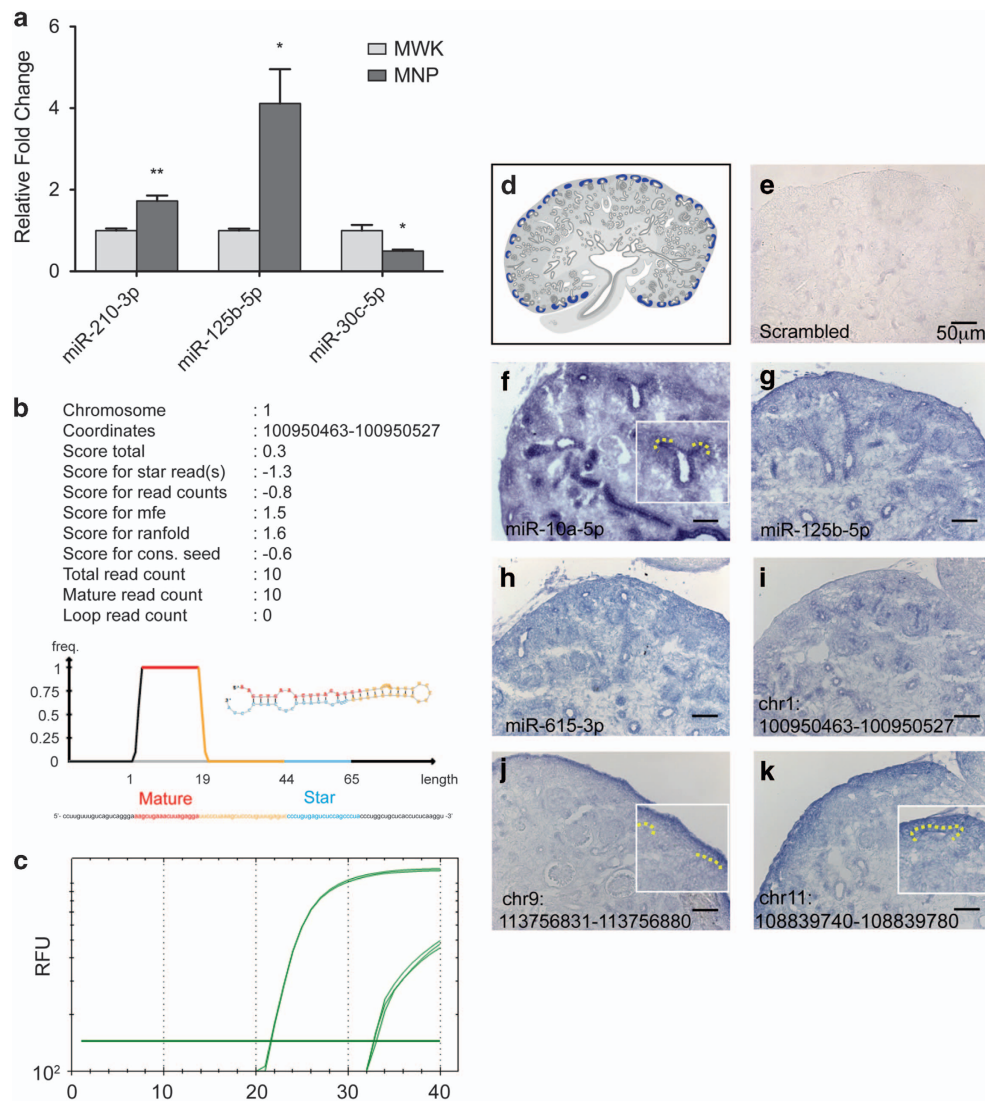 a
Relative Fold Change
6
4
2
0
MWK
MNP
**
*
*
miR-210-3p
miR-125b-5p
miR-30c-5p
b
Chromosome : 1
Coordinates : 100950463-100950527
Score total : 0.3
Score for star read(s) : -1.3
Score for read counts : -0.8
Score for mfe : 1.5
Score for ranfold : 1.6
Score for cons. seed : -0.6
Total read count : 10
Mature read count : 10
Loop read count : 0
freq.
1
0.75
0.5
0.25
0
1 19 44 65 length
Mature Star
c
RFU
10²
0 10 20 30 40
d
e
Scrambled
50μm
f
miR-10a-5p
g
miR-125b-5p
h
miR-615-3p
i
chr1:
100950463-100950527
j
chr9:
113756831-113756880
k
chr11:
108839740-108839780